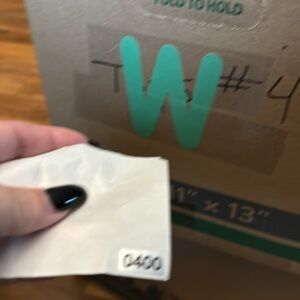 FOLD TO HOLD
W
# 4
11" x 13"
0400